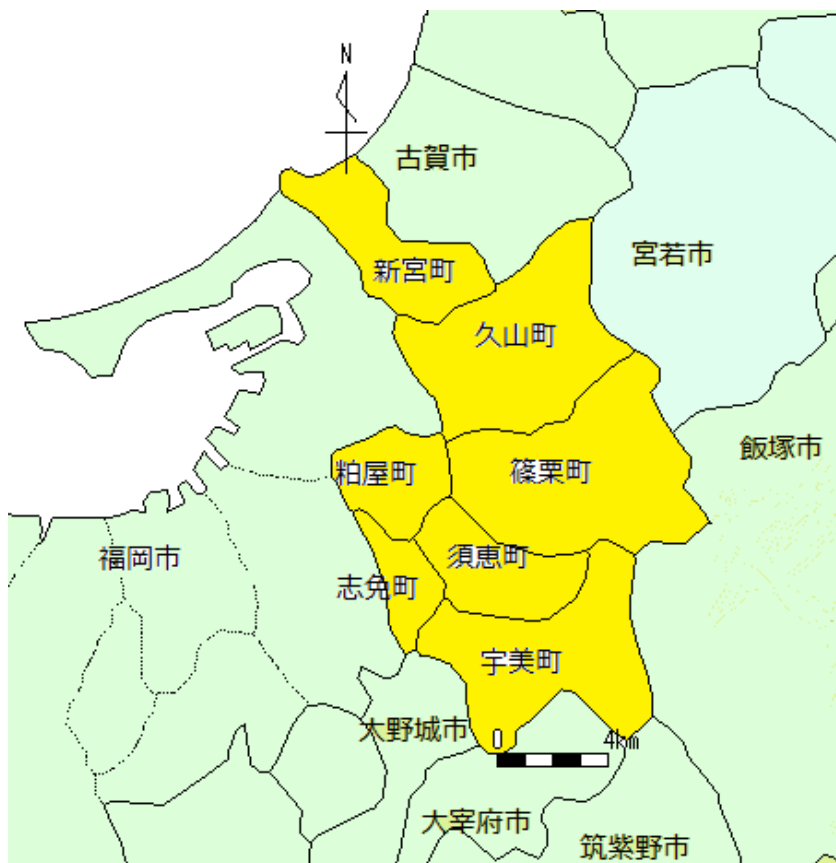 N
古賀市
宮若市
新宮町
久山町
飯塚市
粕屋町
篠栗町
福岡市
須恵町
志免町
宇美町
大野城市
0 4km
大宰府市
筑紫野市